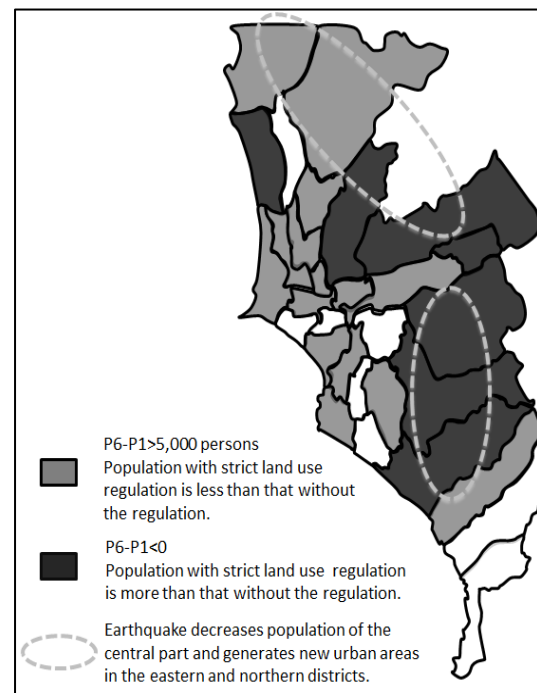 P6-P1>5,000 persons
Population with strict land use
regulation is less than that without
the regulation.
P6-P1<0
Population with strict land use regulation
is more than that without the regulation.
Earthquake decreases population of the
central part and generates new urban areas
in the eastern and northern districts.